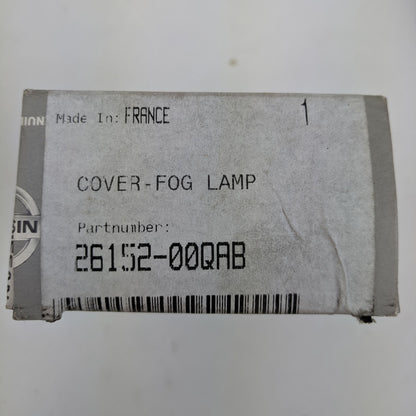 Made In: FRANCE 1
COVER-FOG LAMP
Partnumber:
26152-00QAB